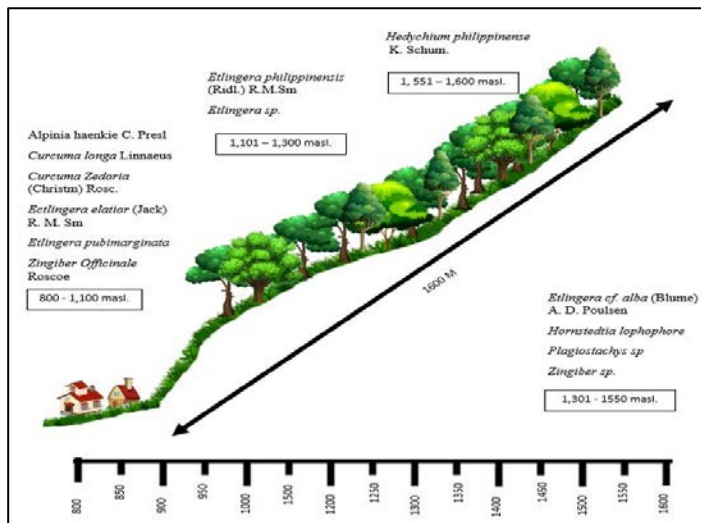 Hedychium philippinense
K. Schum.
1, 551 – 1,600 masl.
Etlingera philippinensis
(Ridl.) R.M.Sm
Etlingera sp.
1,101 – 1,300 masl.
Alpinia haenkie C. Presl
Curcuma longa Linnaeus
Curcuma Zedoria
(Christm) Rosc.
Ectlingera elatior (Jack)
R. M. Sm
Etlingera pubimarginata
Zingiber Officinale
Roscoe
800 - 1,100 masl.
1600 M
Etlingera cf. alba (Blume)
A. D. Poulsen
Hornstedtia lophophore
Plagiostachys sp
Zingiber sp.
1,301 - 1550 masl.
800
850
900
950
1000
1500
1200
1250
1300
1350
1400
1450
1500
1550
1600